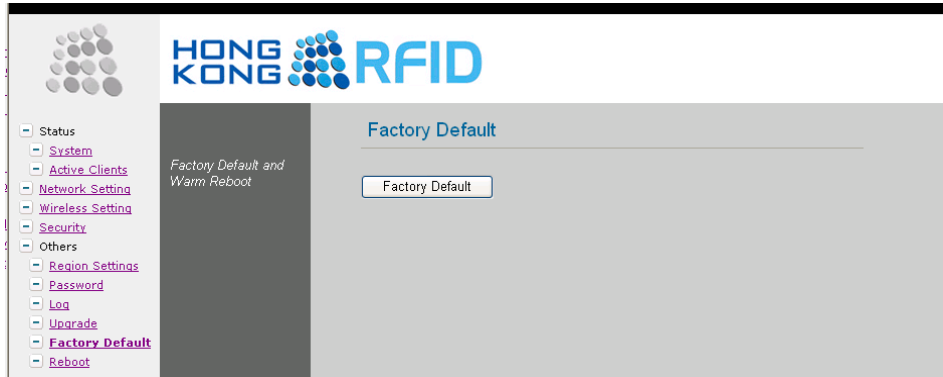 HONG KONG RFID
Status
System
Active Clients
Network Setting
Wireless Setting
Security
Others
Region Settings
Password
Log
Upgrade
Factory Default
Reboot
Factory Default and
Warm Reboot
Factory Default
Factory Default